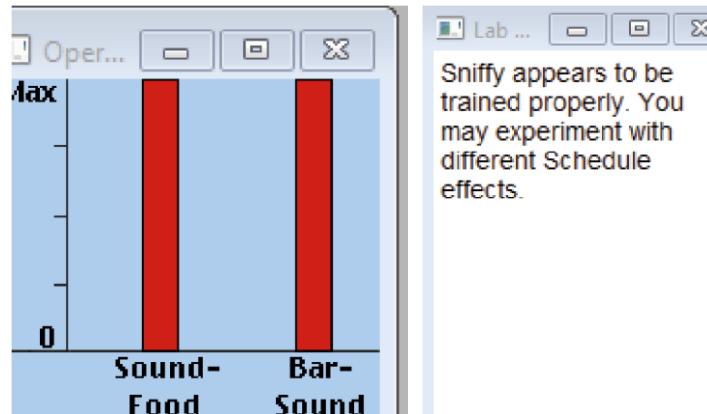 Oper...
Max
0
Sound-
Food
Bar-
Sound
Lab ...
Sniffy appears to be
trained properly. You
may experiment with
different Schedule
effects.